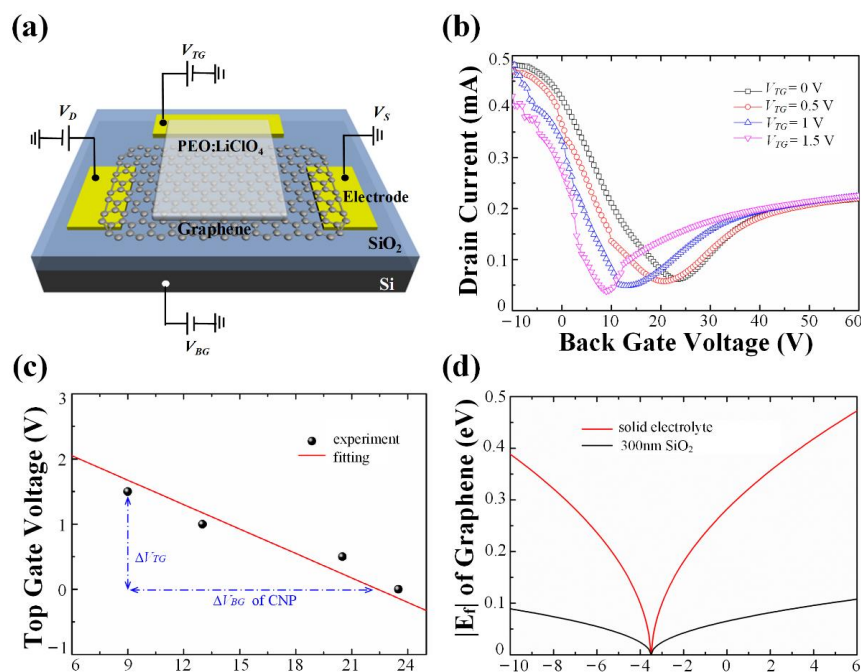 (a)
V_TG
V_D
V_S
PEO:LiClO₄
Electrode
Graphene
SiO₂
Si
V_BG
(b)
Drain Current (mA)
0.5
0.4
0.3
0.2
0.1
0.0
V_TG = 0 V
V_TG = 0.5 V
V_TG = 1 V
V_TG = 1.5 V
−10 0 10 20 30 40 50 60
Back Gate Voltage (V)
(c)
Top Gate Voltage (V)
3
2
1
0
−1
experiment
fitting
ΔV_TG
ΔV_BG of CNP
6 9 12 15 18 21 24
(d)
|E_f| of Graphene (eV)
0.5
0.4
0.3
0.2
0.1
0.0
solid electrolyte
300nm SiO₂
−10 −8 −6 −4 −2 0 2 4 6